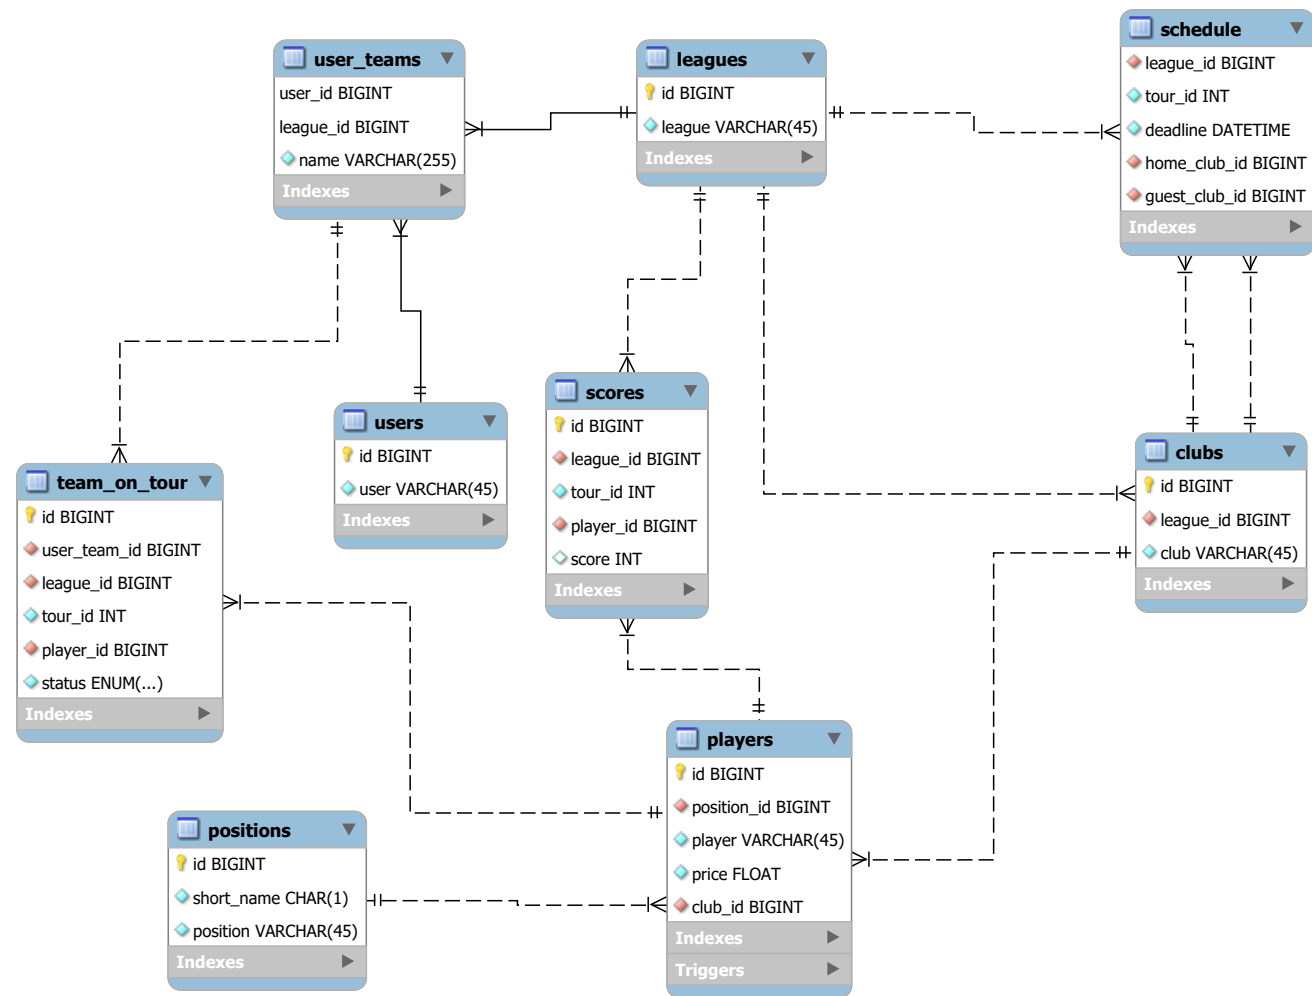 user_teams
user_id BIGINT
league_id BIGINT
name VARCHAR(255)
Indexes
leagues
id BIGINT
league VARCHAR(45)
Indexes
schedule
league_id BIGINT
tour_id INT
deadline DATETIME
home_club_id BIGINT
guest_club_id BIGINT
Indexes
users
id BIGINT
user VARCHAR(45)
Indexes
scores
id BIGINT
league_id BIGINT
tour_id INT
player_id BIGINT
score INT
Indexes
clubs
id BIGINT
league_id BIGINT
club VARCHAR(45)
Indexes
team_on_tour
id BIGINT
user_team_id BIGINT
league_id BIGINT
tour_id INT
player_id BIGINT
status ENUM(...)
Indexes
positions
id BIGINT
short_name CHAR(1)
position VARCHAR(45)
Indexes
players
id BIGINT
position_id BIGINT
player VARCHAR(45)
price FLOAT
club_id BIGINT
Indexes
Triggers